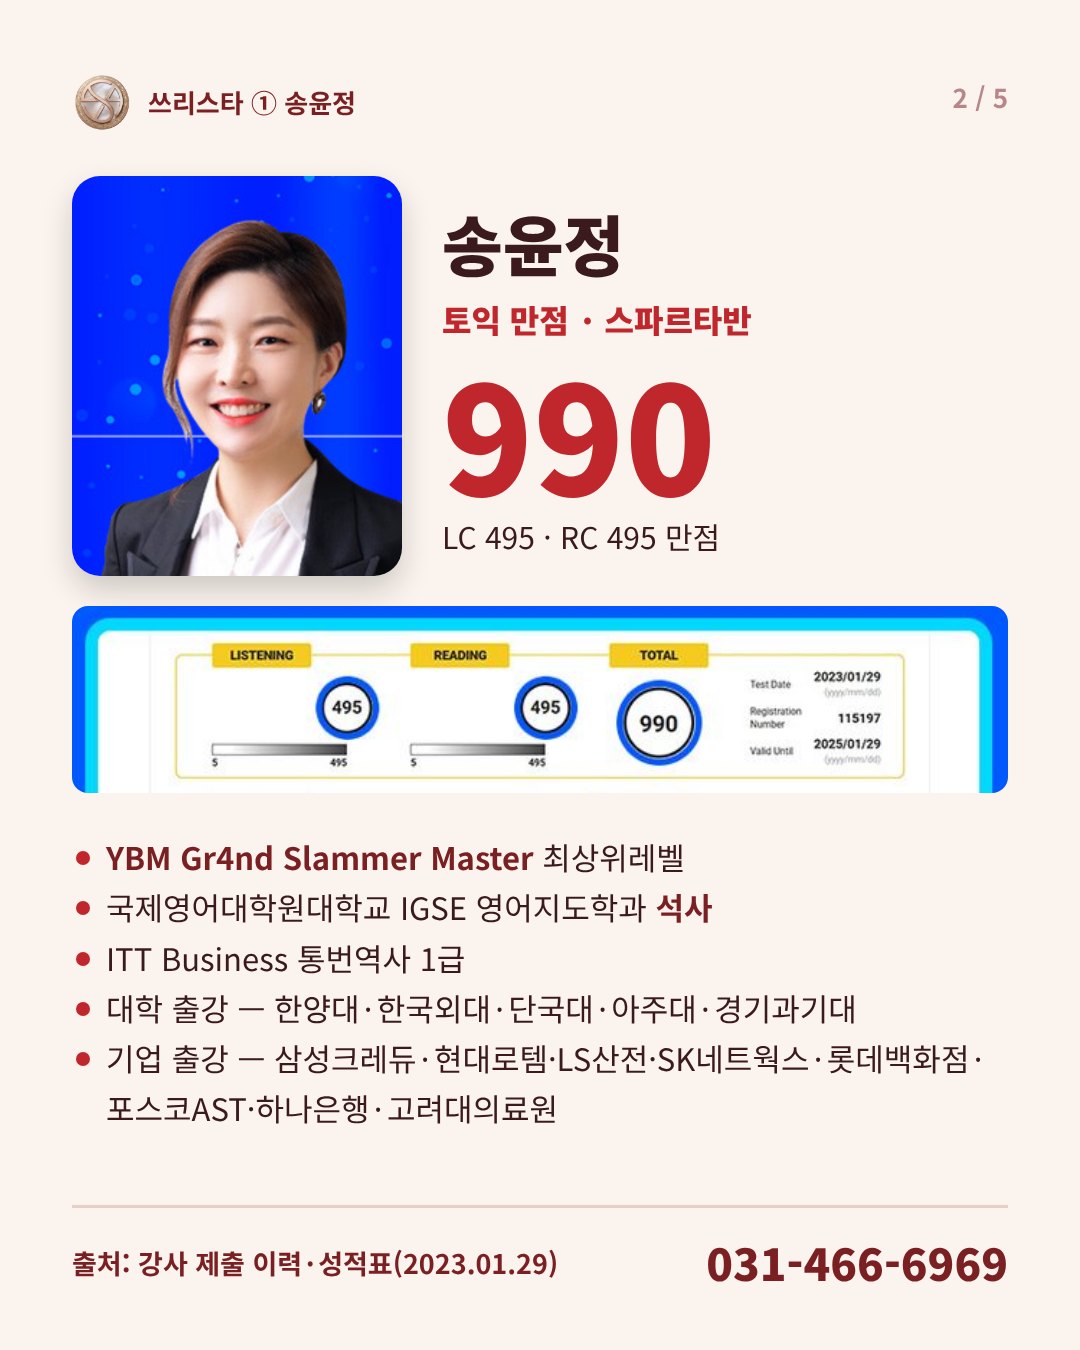 쓰리스타 ① 송윤정
2 / 5
송윤정
토익 만점 · 스파르타반
990
LC 495 · RC 495 만점
LISTENING
READING
TOTAL
495
495
990
5
495
5
495
Test Date
2023/01/29
(yyyy/mm/dd)
Registration
Number
115197
Valid Until
2025/01/29
(yyyy/mm/dd)
● YBM Gr4nd Slammer Master 최상위레벨
● 국제영어대학원대학교 IGSE 영어지도학과 석사
● ITT Business 통번역사 1급
● 대학 출강 — 한양대·한국외대·단국대·아주대·경기과기대
● 기업 출강 — 삼성크레듀·현대로템·LS산전·SK네트웍스·롯데백화점·
포스코AST·하나은행·고려대의료원
출처: 강사 제출 이력·성적표(2023.01.29)
031-466-6969